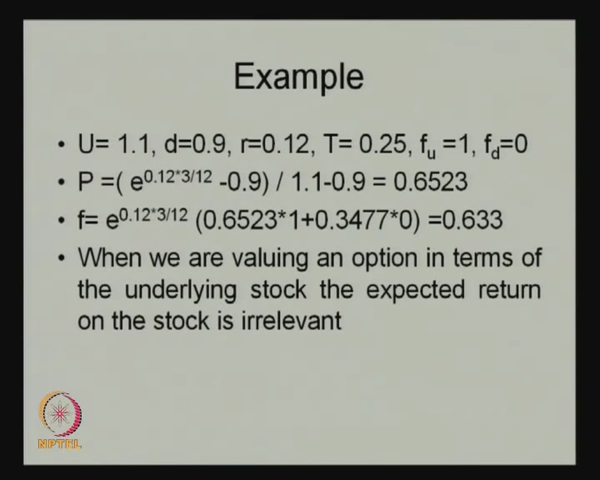 Example
• U= 1.1, d=0.9, r=0.12, T= 0.25, fu =1, fd=0
• P =( e0.12*3/12 -0.9) / 1.1-0.9 = 0.6523
• f= e0.12*3/12 (0.6523*1+0.3477*0) =0.633
• When we are valuing an option in terms of
the underlying stock the expected return
on the stock is irrelevant
NPTEL